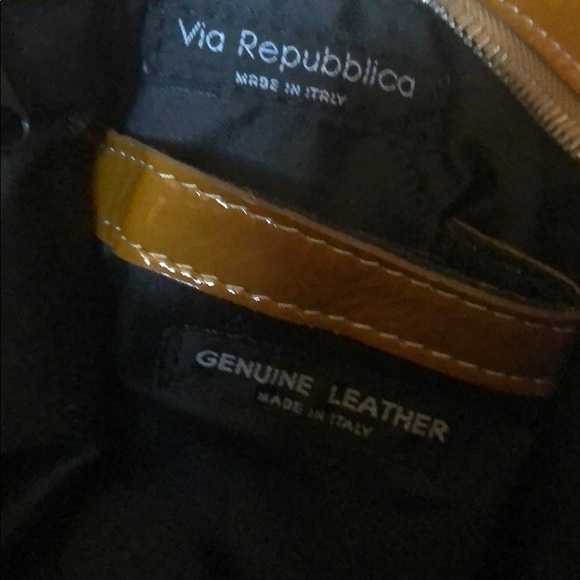 Via Repubblica
MADE IN ITALY
GENUINE LEATHER
MADE IN ITALY